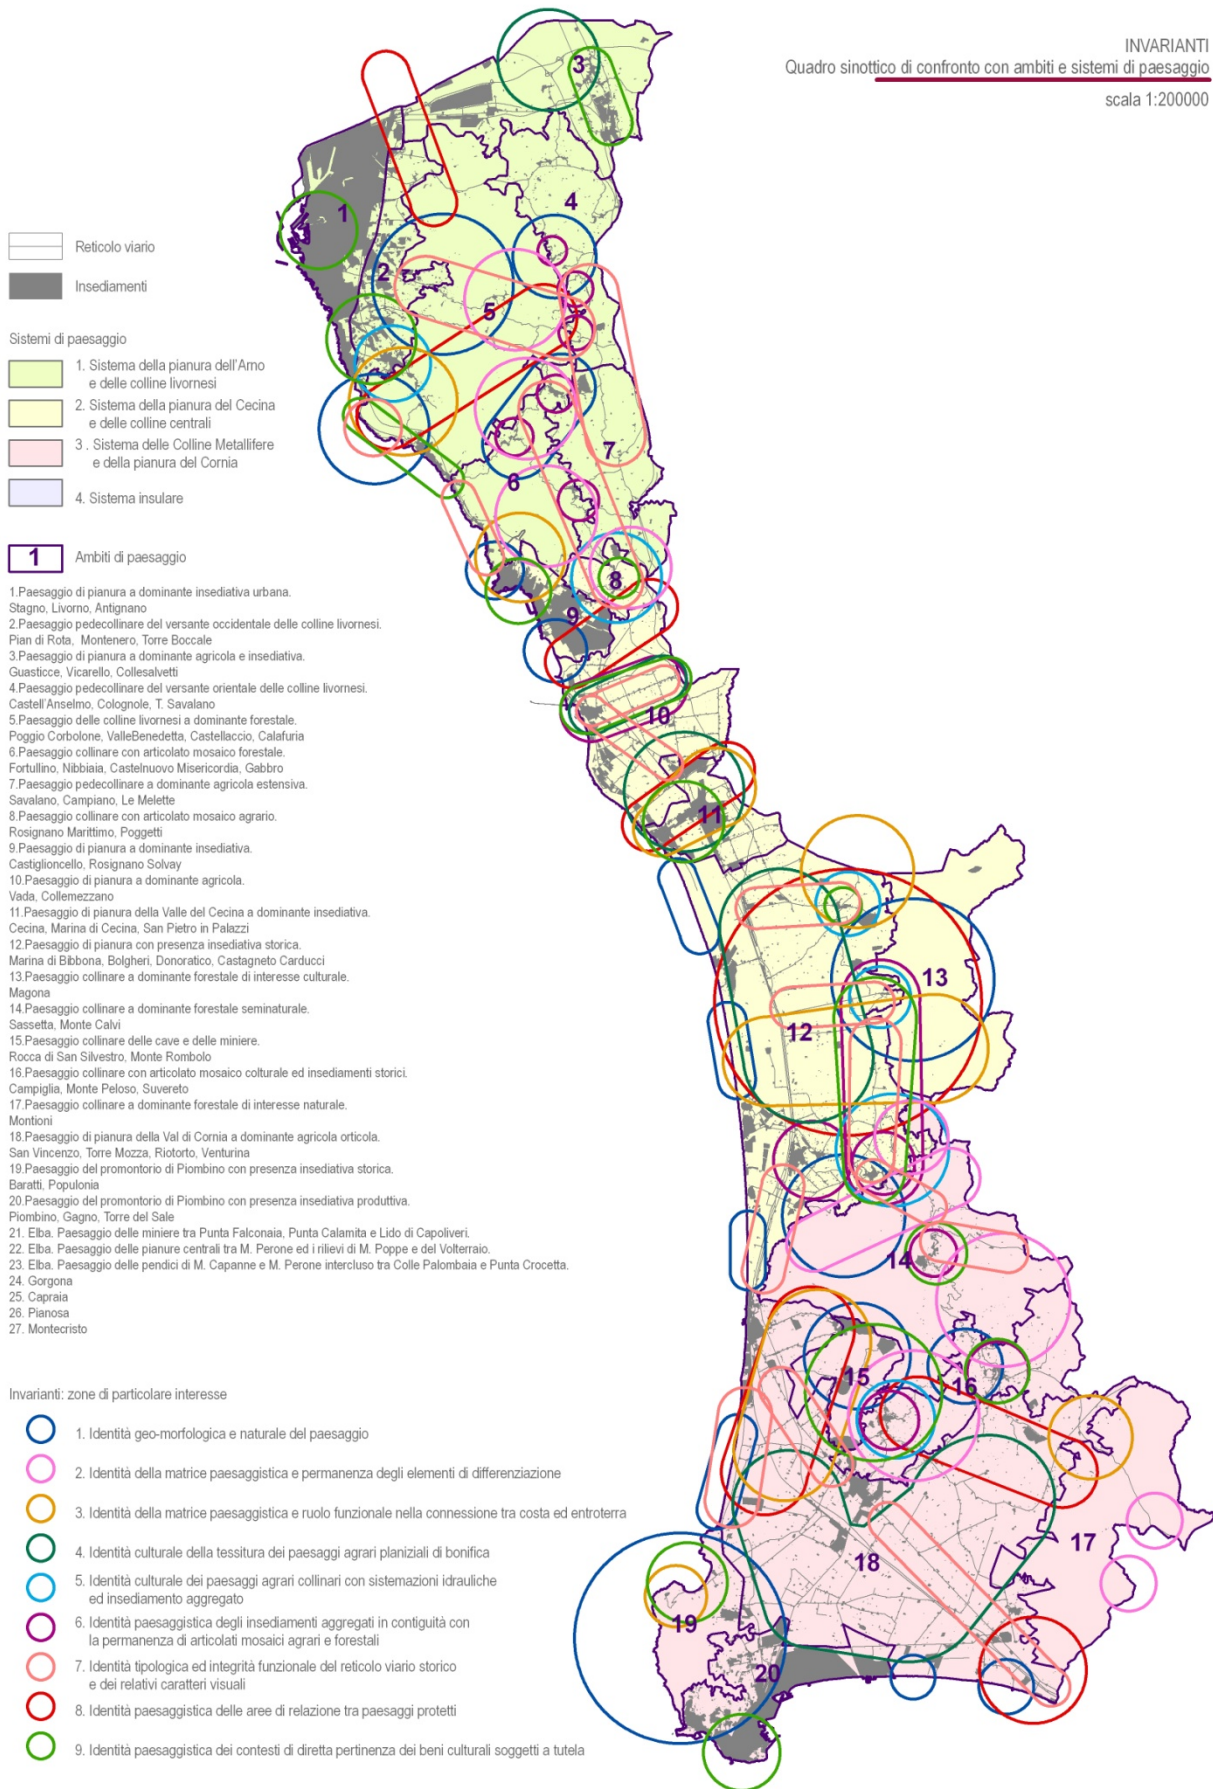 INVARIANTI
Quadro sinottico di confronto con ambiti e sistemi di paesaggio
scala 1:200000
Reticolo viario
Insediamenti
Sistemi di paesaggio
1. Sistema della pianura dell'Arno
e delle colline livornesi
2. Sistema della pianura del Cecina
e delle colline centrali
3 . Sistema delle Colline Metallifere
e della pianura del Cornia
4. Sistema insulare
1 Ambiti di paesaggio
1.Paesaggio di pianura a dominante insediativa urbana.
Stagno, Livorno, Antignano
2.Paesaggio pedecollinare del versante occidentale delle colline livornesi.
Pian di Rota, Montenero, Torre Boccale
3.Paesaggio di pianura a dominante agricola e insediativa.
Guasticce, Vicarello, Collesalvetti
4.Paesaggio pedecollinare del versante orientale delle colline livornesi.
Castell'Anselmo, Colognole, T. Savalano
5.Paesaggio delle colline livornesi a dominante forestale.
Poggio Corbolone, ValleBenedetta, Castellaccio, Calafuria
6.Paesaggio collinare con articolato mosaico forestale.
Fortullino, Nibbiaia, Castelnuovo Misericordia, Gabbro
7.Paesaggio pedecollinare a dominante agricola estensiva.
Savalano, Campiano, Le Melette
8.Paesaggio collinare con articolato mosaico agrario.
Rosignano Marittimo, Poggetti
9.Paesaggio di pianura a dominante insediativa.
Castiglioncello, Rosignano Solvay
10.Paesaggio di pianura a dominante agricola.
Vada, Collemezzano
11.Paesaggio di pianura della Valle del Cecina a dominante insediativa.
Cecina, Marina di Cecina, San Pietro in Palazzi
12.Paesaggio di pianura con presenza insediativa storica.
Marina di Bibbona, Bolgheri, Donoratico, Castagneto Carducci
13.Paesaggio collinare a dominante forestale di interesse culturale.
Magona
14.Paesaggio collinare a dominante forestale seminaturale.
Sassetta, Monte Calvi
15.Paesaggio collinare delle cave e delle miniere.
Rocca di San Silvestro, Monte Rombolo
16.Paesaggio collinare con articolato mosaico colturale ed insediamenti storici.
Campiglia, Monte Peloso, Suvereto
17.Paesaggio collinare a dominante forestale di interesse naturale.
Montioni
18.Paesaggio di pianura della Val di Cornia a dominante agricola orticola.
San Vincenzo, Torre Mozza, Riotorto, Venturina
19.Paesaggio del promontorio di Piombino con presenza insediativa storica.
Baratti, Populonia
20.Paesaggio del promontorio di Piombino con presenza insediativa produttiva.
Piombino, Gagno, Torre del Sale
21. Elba. Paesaggio delle miniere tra Punta Falconaia, Punta Calamita e Lido di Capoliveri.
22. Elba. Paesaggio delle pianure centrali tra M. Perone ed i rilievi di M. Poppe e del Volterraio.
23. Elba. Paesaggio delle pendici di M. Capanne e M. Perone intercluso tra Colle Palombaia e Punta Crocetta.
24. Gorgona
25. Capraia
26. Pianosa
27. Montecristo
Invarianti: zone di particolare interesse
1. Identità geo-morfologica e naturale del paesaggio
2. Identità della matrice paesaggistica e permanenza degli elementi di differenziazione
3. Identità della matrice paesaggistica e ruolo funzionale nella connessione tra costa ed entroterra
4. Identità culturale della tessitura dei paesaggi agrari planiziali di bonifica
5. Identità culturale dei paesaggi agrari collinari con sistemazioni idrauliche
ed insediamento aggregato
6. Identità paesaggistica degli insediamenti aggregati in contiguità con
la permanenza di articolati mosaici agrari e forestali
7. Identità tipologica ed integrità funzionale del reticolo viario storico
e dei relativi caratteri visuali
8. Identità paesaggistica delle aree di relazione tra paesaggi protetti
9. Identità paesaggistica dei contesti di diretta pertinenza dei beni culturali soggetti a tutela
3
4
1
2
5
7
6
8
9
10
11
13
12
14
15
16
17
18
19
20